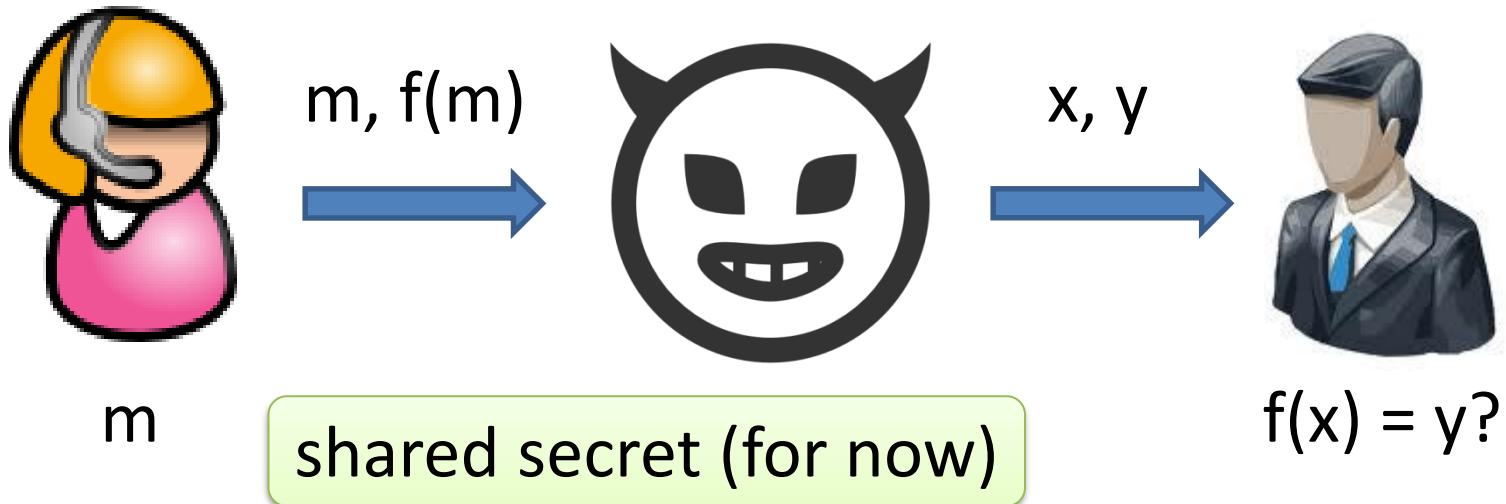 m, f(m)
x, y
m
shared secret (for now)
f(x) = y?